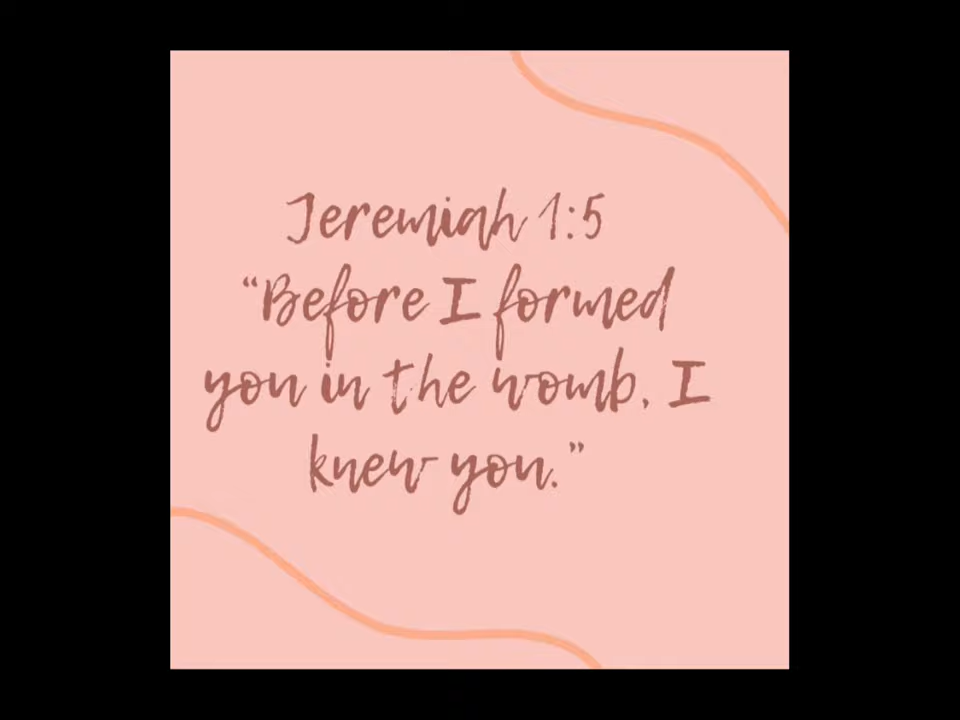 Jeremiah 1:5
“Before I formed
you in the womb, I
knew you.”